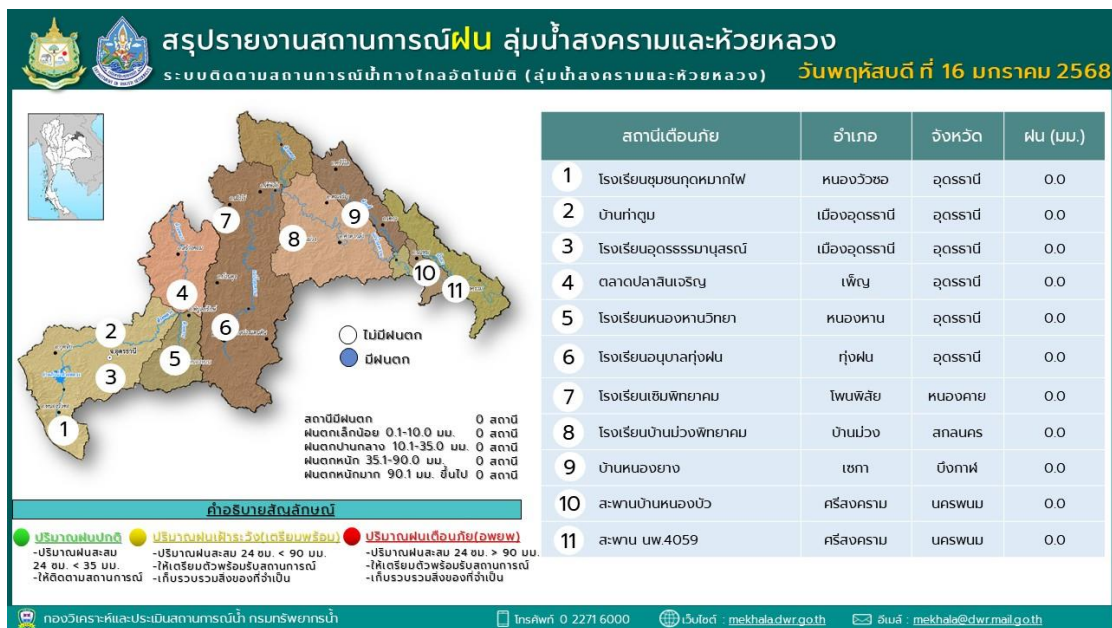 สรุปรายงานสถานการณ์ฝน ลุ่มน้ำสงครามและห้วยหลวง
ระบบติดตามสถานการณ์น้ำทางไกลอัตโนมัติ (ลุ่มน้ำสงครามและห้วยหลวง)
วันพฤหัสบดี ที่ 16 มกราคม 2568
7
9
8
10
11
4
2
6
5
3
1
อ.อุดรธานี
ไม่มีฝนตก
มีฝนตก
สถานีมีฝนตก 0 สถานี
ฝนตกเล็กน้อย 0.1-10.0 มม. 0 สถานี
ฝนตกปานกลาง 10.1-35.0 มม. 0 สถานี
ฝนตกหนัก 35.1-90.0 มม. 0 สถานี
ฝนตกหนักมาก 90.1 มม. ขึ้นไป 0 สถานี
คำอธิบายสัญลักษณ์
ปริมาณฝนปกติ
-ปริมาณฝนสะสม
24 ชม. < 35 มม.
-ให้ติดตามสถานการณ์
ปริมาณฝนเฝ้าระวัง(เตรียมพร้อม)
-ปริมาณฝนสะสม 24 ชม. < 90 มม.
-ให้เตรียมตัวพร้อมรับสถานการณ์
-เก็บรวบรวมสิ่งของที่จำเป็น
ปริมาณฝนเตือนภัย(อพยพ)
-ปริมาณฝนสะสม 24 ชม. > 90 มม.
-ให้เตรียมตัวพร้อมรับสถานการณ์
-เก็บรวบรวมสิ่งของที่จำเป็น
สถานีเตือนภัย อำเภอ จังหวัด ฝน (มม.)
1 โรงเรียนชุมชนกุดหมากไฟ หนองวัวซอ อุดรธานี 0.0
2 บ้านท่าตูม เมืองอุดรธานี อุดรธานี 0.0
3 โรงเรียนอุดรธรรมานุสรณ์ เมืองอุดรธานี อุดรธานี 0.0
4 ตลาดปลาสินเจริญ เพ็ญ อุดรธานี 0.0
5 โรงเรียนหนองหานวิทยา หนองหาน อุดรธานี 0.0
6 โรงเรียนอนุบาลทุ่งฝน ทุ่งฝน อุดรธานี 0.0
7 โรงเรียนเซิมพิทยาคม โพนพิสัย หนองคาย 0.0
8 โรงเรียนบ้านม่วงพิทยาคม บ้านม่วง สกลนคร 0.0
9 บ้านหนองยาง เซกา บึงกาฬ 0.0
10 สะพานบ้านหนองบัว ศรีสงคราม นครพนม 0.0
11 สะพาน นพ.4059 ศรีสงคราม นครพนม 0.0
กองวิเคราะห์และประเมินสถานการณ์น้ำ กรมทรัพยากรน้ำ
โทรศัพท์ 0 2271 6000
เว็บไซต์ : mekhala.dwr.go.th
อีเมล์ : mekhala@dwr.mail.go.th